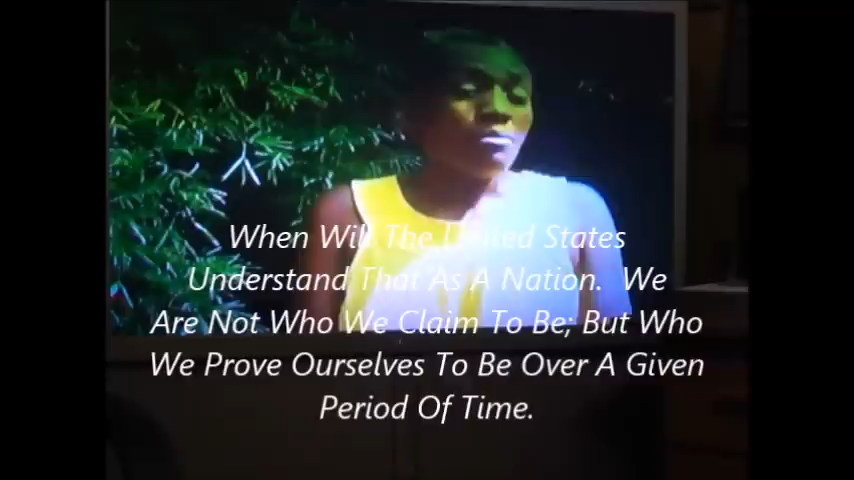 When Will The United States
Understand That As A Nation.  We
Are Not Who We Claim To Be; But Who
We Prove Ourselves To Be Over A Given
Period Of Time.